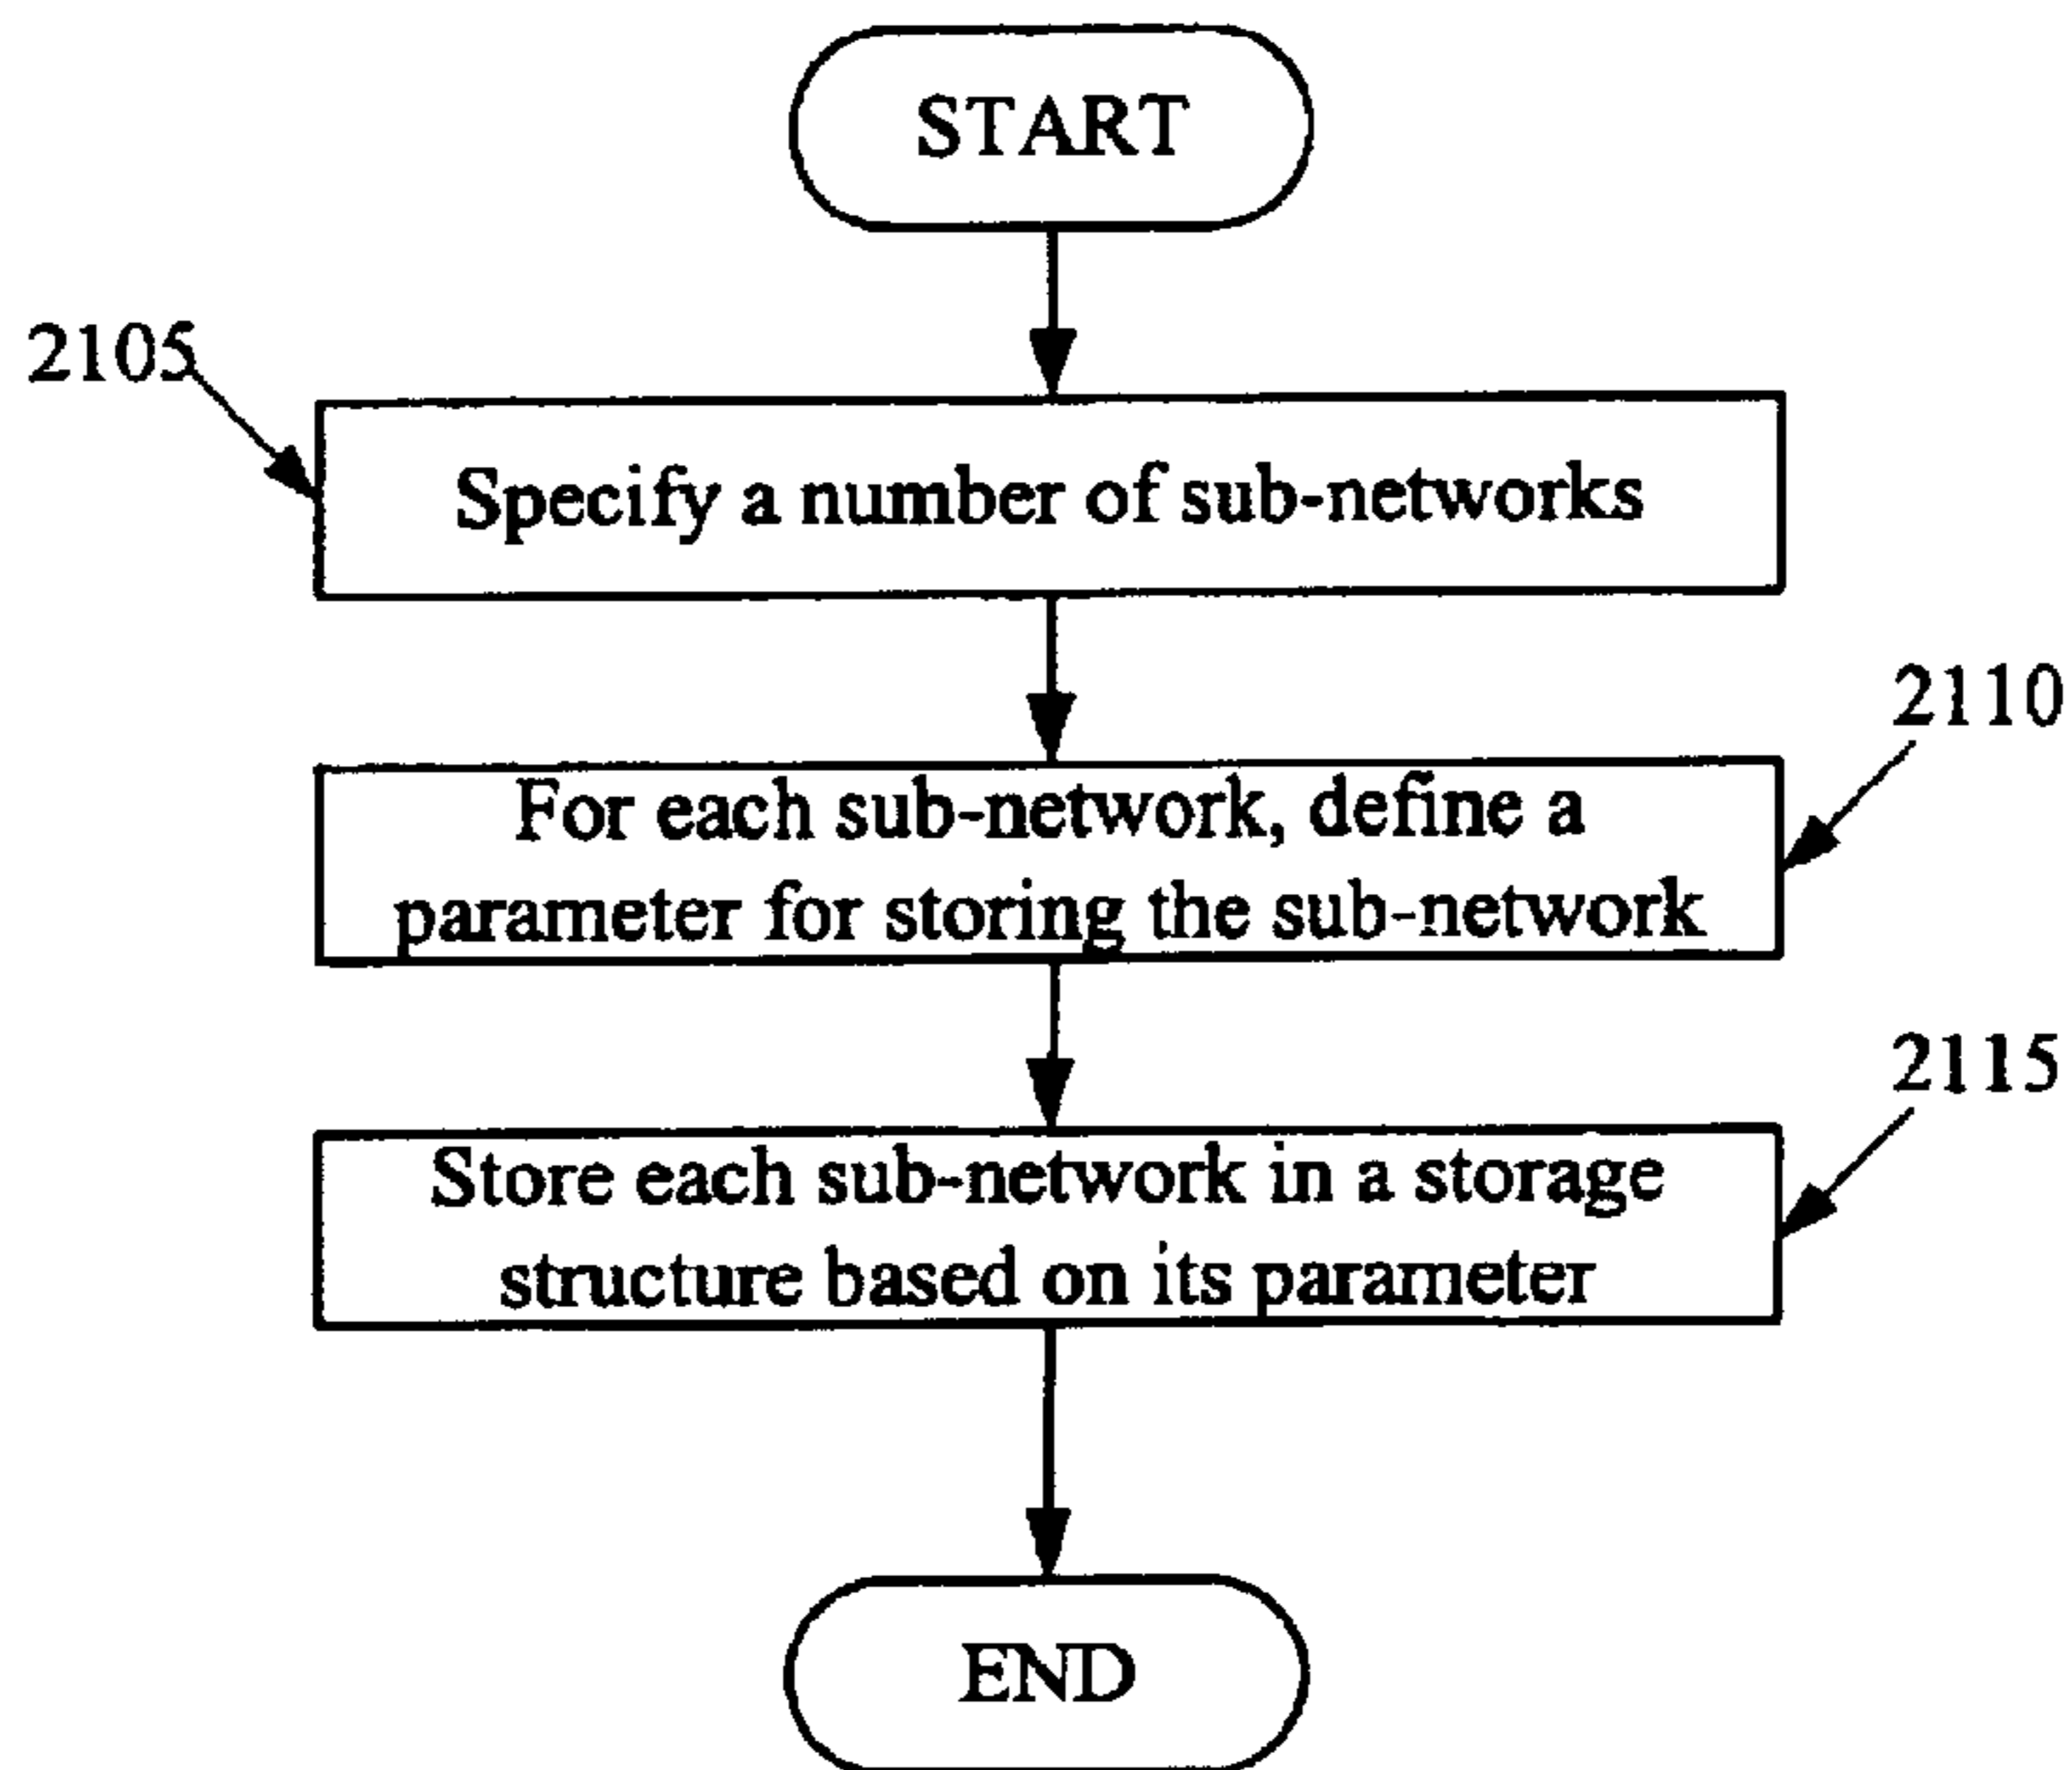 START
2105
Specify a number of sub-networks
2110
For each sub-network, define a
parameter for storing the sub-network
2115
Store each sub-network in a storage
structure based on its parameter
END